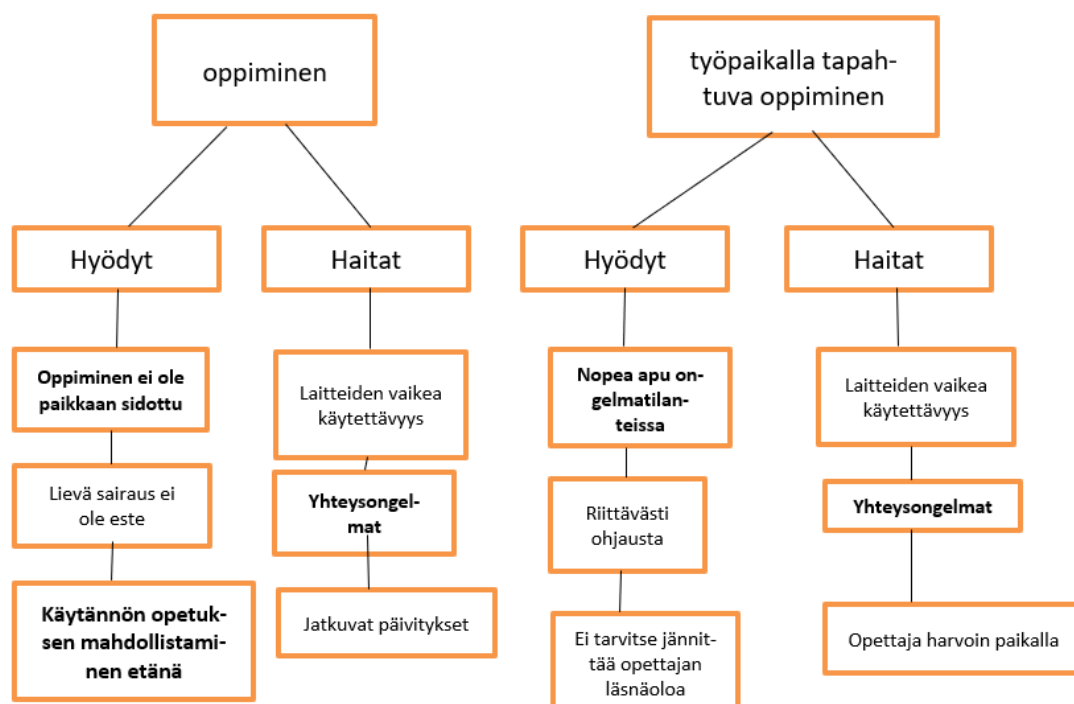 oppiminen
Hyödyt
Haitat
Oppiminen ei ole
paikkaan sidottu
Lievä sairaus ei
ole este
Käytännön opetuk-
sen mahdollistami-
nen etänä
Laitteiden vaikea
käytettävyys
Yhteysongel-
mat
Jatkuvat päivitykset
työpaikalla tapah-
tuva oppiminen
Hyödyt
Haitat
Nopea apu on-
gelmatilan-
teissa
Riittävästi
ohjausta
Ei tarvitse jännit-
tää opettajan
läsnäoloa
Laitteiden vaikea
käytettävyys
Yhteysongelmat
Opettaja harvoin paikalla